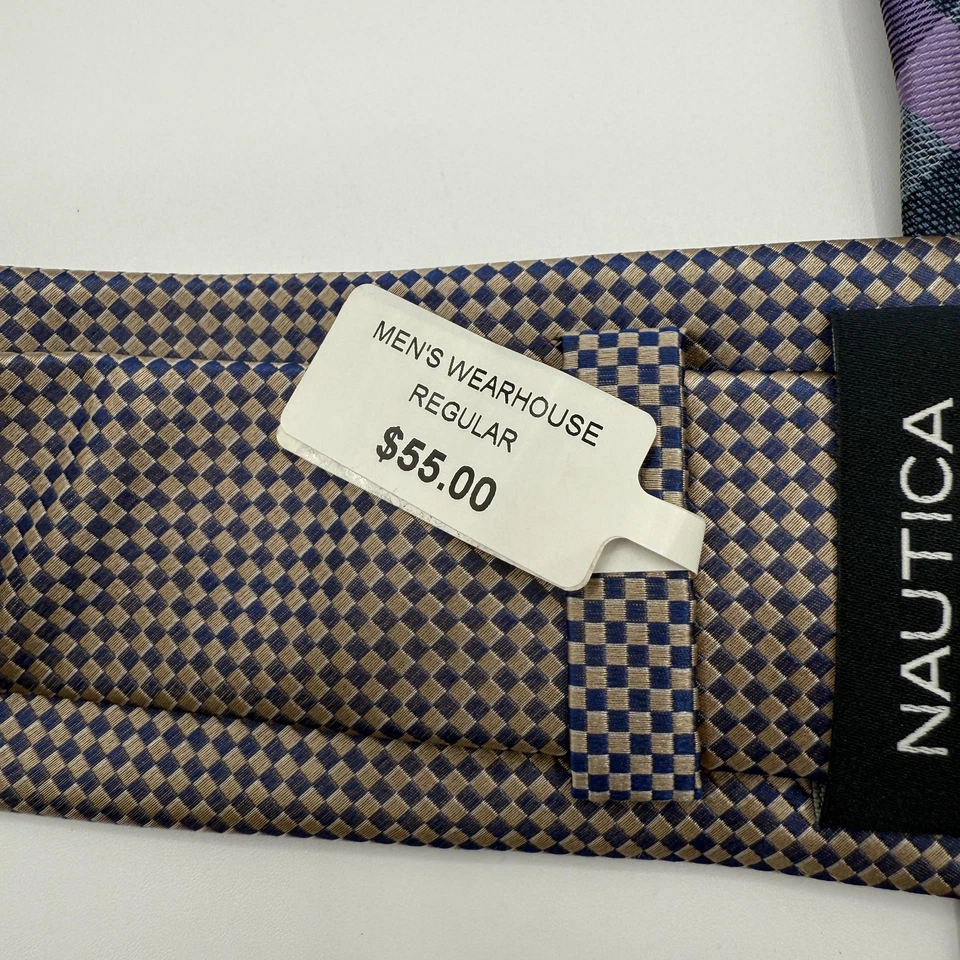 MEN'S WEARHOUSE
REGULAR
$55.00
NAUTICA